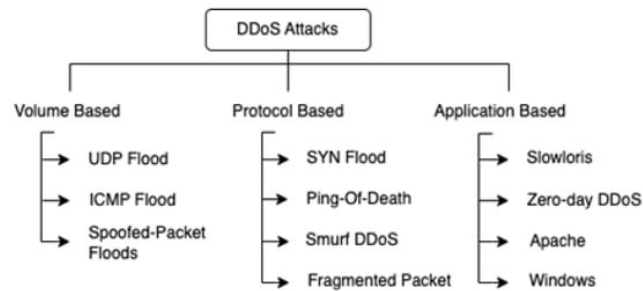 DDoS Attacks
Volume Based
UDP Flood
ICMP Flood
Spoofed-Packet
Floods
Protocol Based
SYN Flood
Ping-Of-Death
Smurf DDoS
Fragmented Packet
Application Based
Slowloris
Zero-day DDoS
Apache
Windows